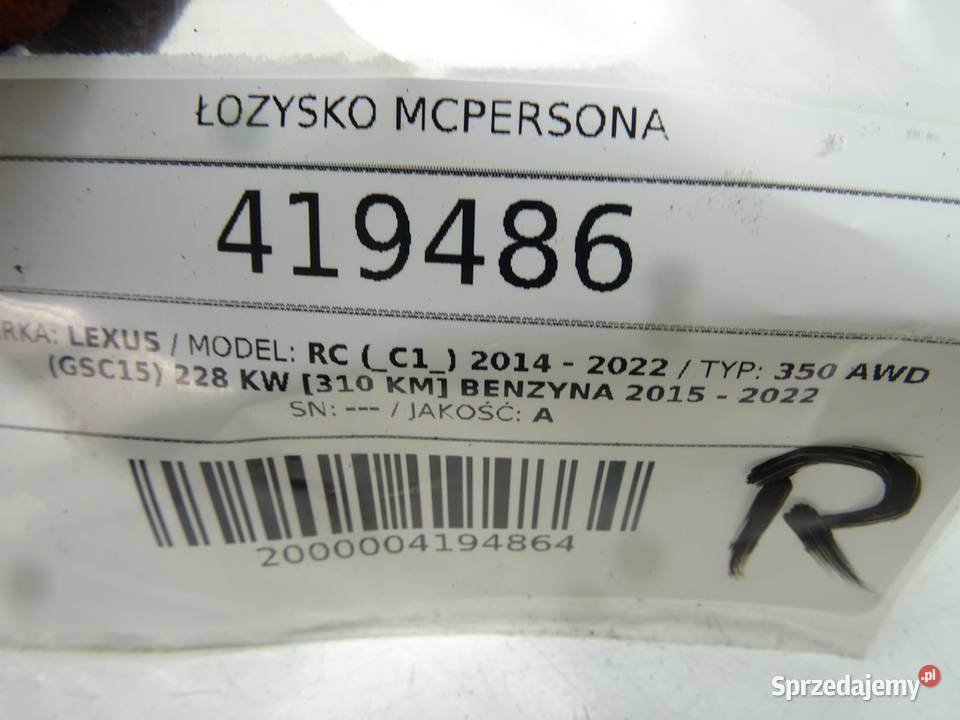 ŁOZYSKO MCPERSONA
419486
RKA: LEXUS / MODEL: RC (_C1_) 2014 - 2022 / TYP: 350 AWD
(GSC15) 228 KW [310 KM] BENZYNA 2015 - 2022
SN: --- / JAKOŚĆ: A
R
2000004194864
Sprzedajemy.pl